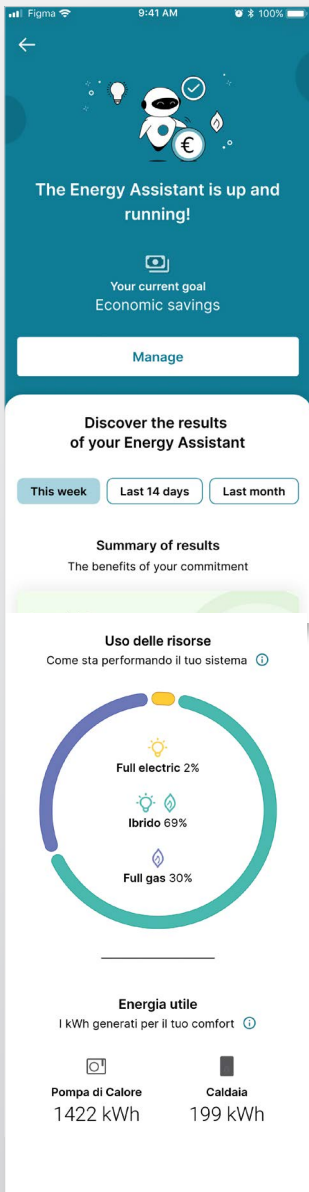 Figma 9:41 AM 100%
The Energy Assistant is up and
running!
Your current goal
Economic savings
Manage
Discover the results
of your Energy Assistant
This week Last 14 days Last month
Summary of results
The benefits of your commitment
Uso delle risorse
Come sta performando il tuo sistema
Full electric 2%
Ibrido 69%
Full gas 30%
Energia utile
I kWh generati per il tuo comfort
Pompa di Calore Caldaia
1422 kWh 199 kWh